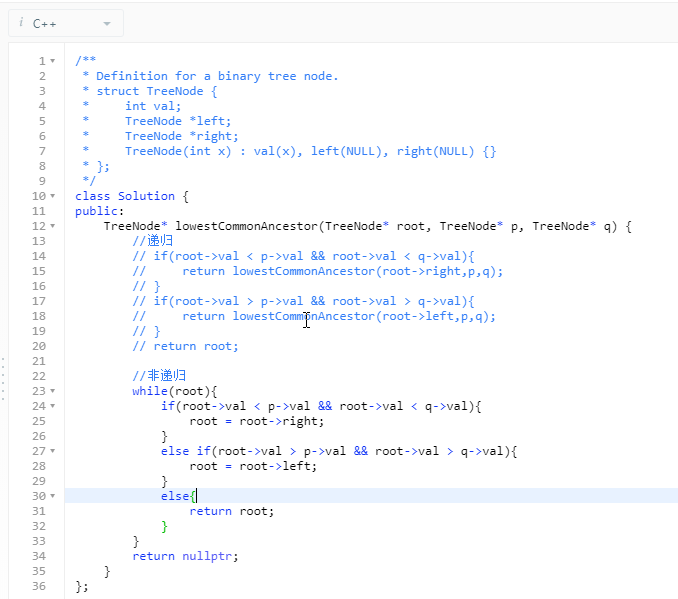 i C++
1 /**
2  * Definition for a binary tree node.
3  * struct TreeNode {
4  *     int val;
5  *     TreeNode *left;
6  *     TreeNode *right;
7  *     TreeNode(int x) : val(x), left(NULL), right(NULL) {}
8  * };
9  */
10 class Solution {
11 public:
12     TreeNode* lowestCommonAncestor(TreeNode* root, TreeNode* p, TreeNode* q) {
13         //递归
14         // if(root->val < p->val && root->val < q->val){
15         //     return lowestCommonAncestor(root->right,p,q);
16         // }
17         // if(root->val > p->val && root->val > q->val){
18         //     return lowestCommonAncestor(root->left,p,q);
19         // }
20         // return root;
21
22         //非递归
23         while(root){
24             if(root->val < p->val && root->val < q->val){
25                 root = root->right;
26             }
27             else if(root->val > p->val && root->val > q->val){
28                 root = root->left;
29             }
30             else{
31                 return root;
32             }
33         }
34         return nullptr;
35     }
36 };